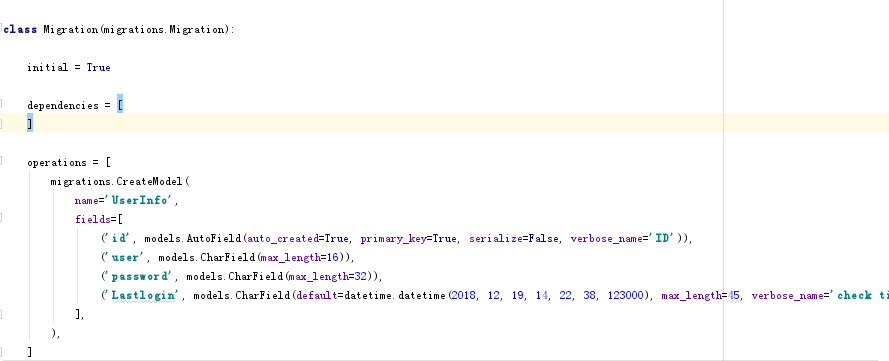 class Migration(migrations.Migration):
initial = True
dependencies = [
]
operations = [
migrations.CreateModel(
name='UserInfo',
fields=[
('id', models.AutoField(auto_created=True, primary_key=True, serialize=False, verbose_name='ID')),
('user', models.CharField(max_length=16)),
('password', models.CharField(max_length=32)),
('Lastlogin', models.CharField(default=datetime.datetime(2018, 12, 19, 14, 22, 38, 123000), max_length=45, verbose_name='check ti
],
),
]